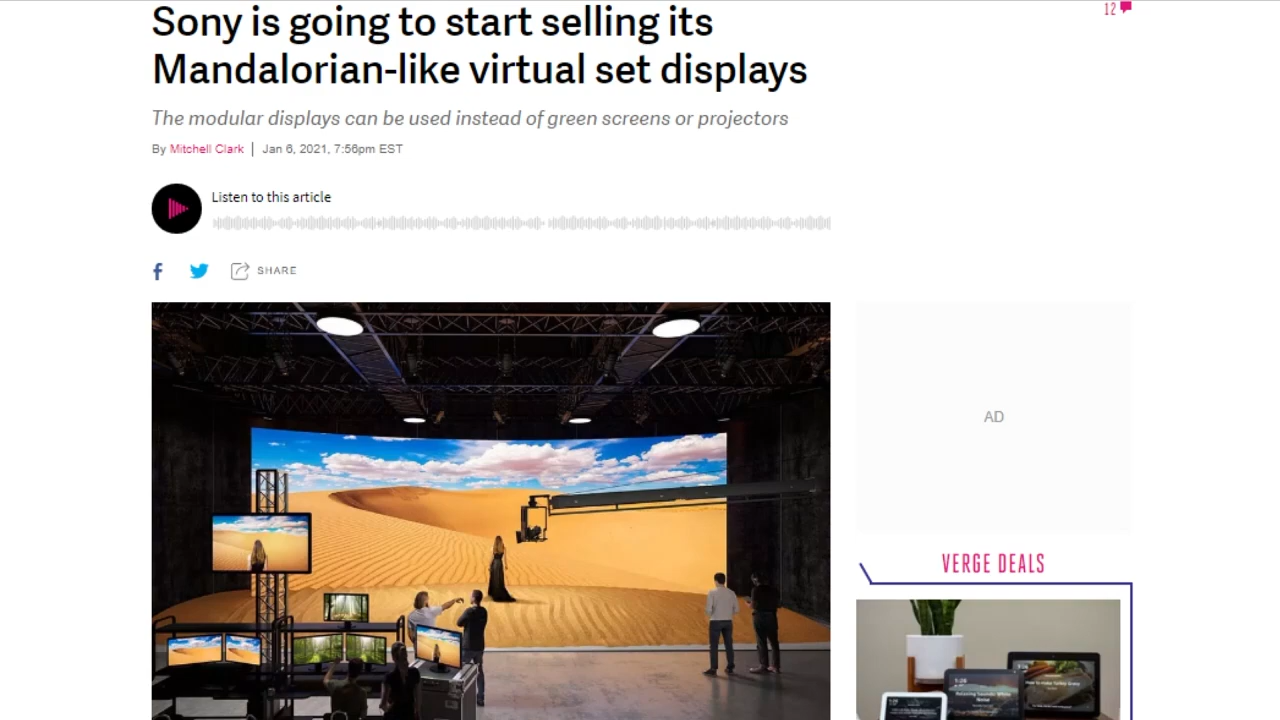 Sony is going to start selling its
12
Mandalorian-like virtual set displays
The modular displays can be used instead of green screens or projectors
By Mitchell Clark | Jan 6, 2021, 7:56pm EST
Listen to this article
SHARE
AD
VERGE DEALS